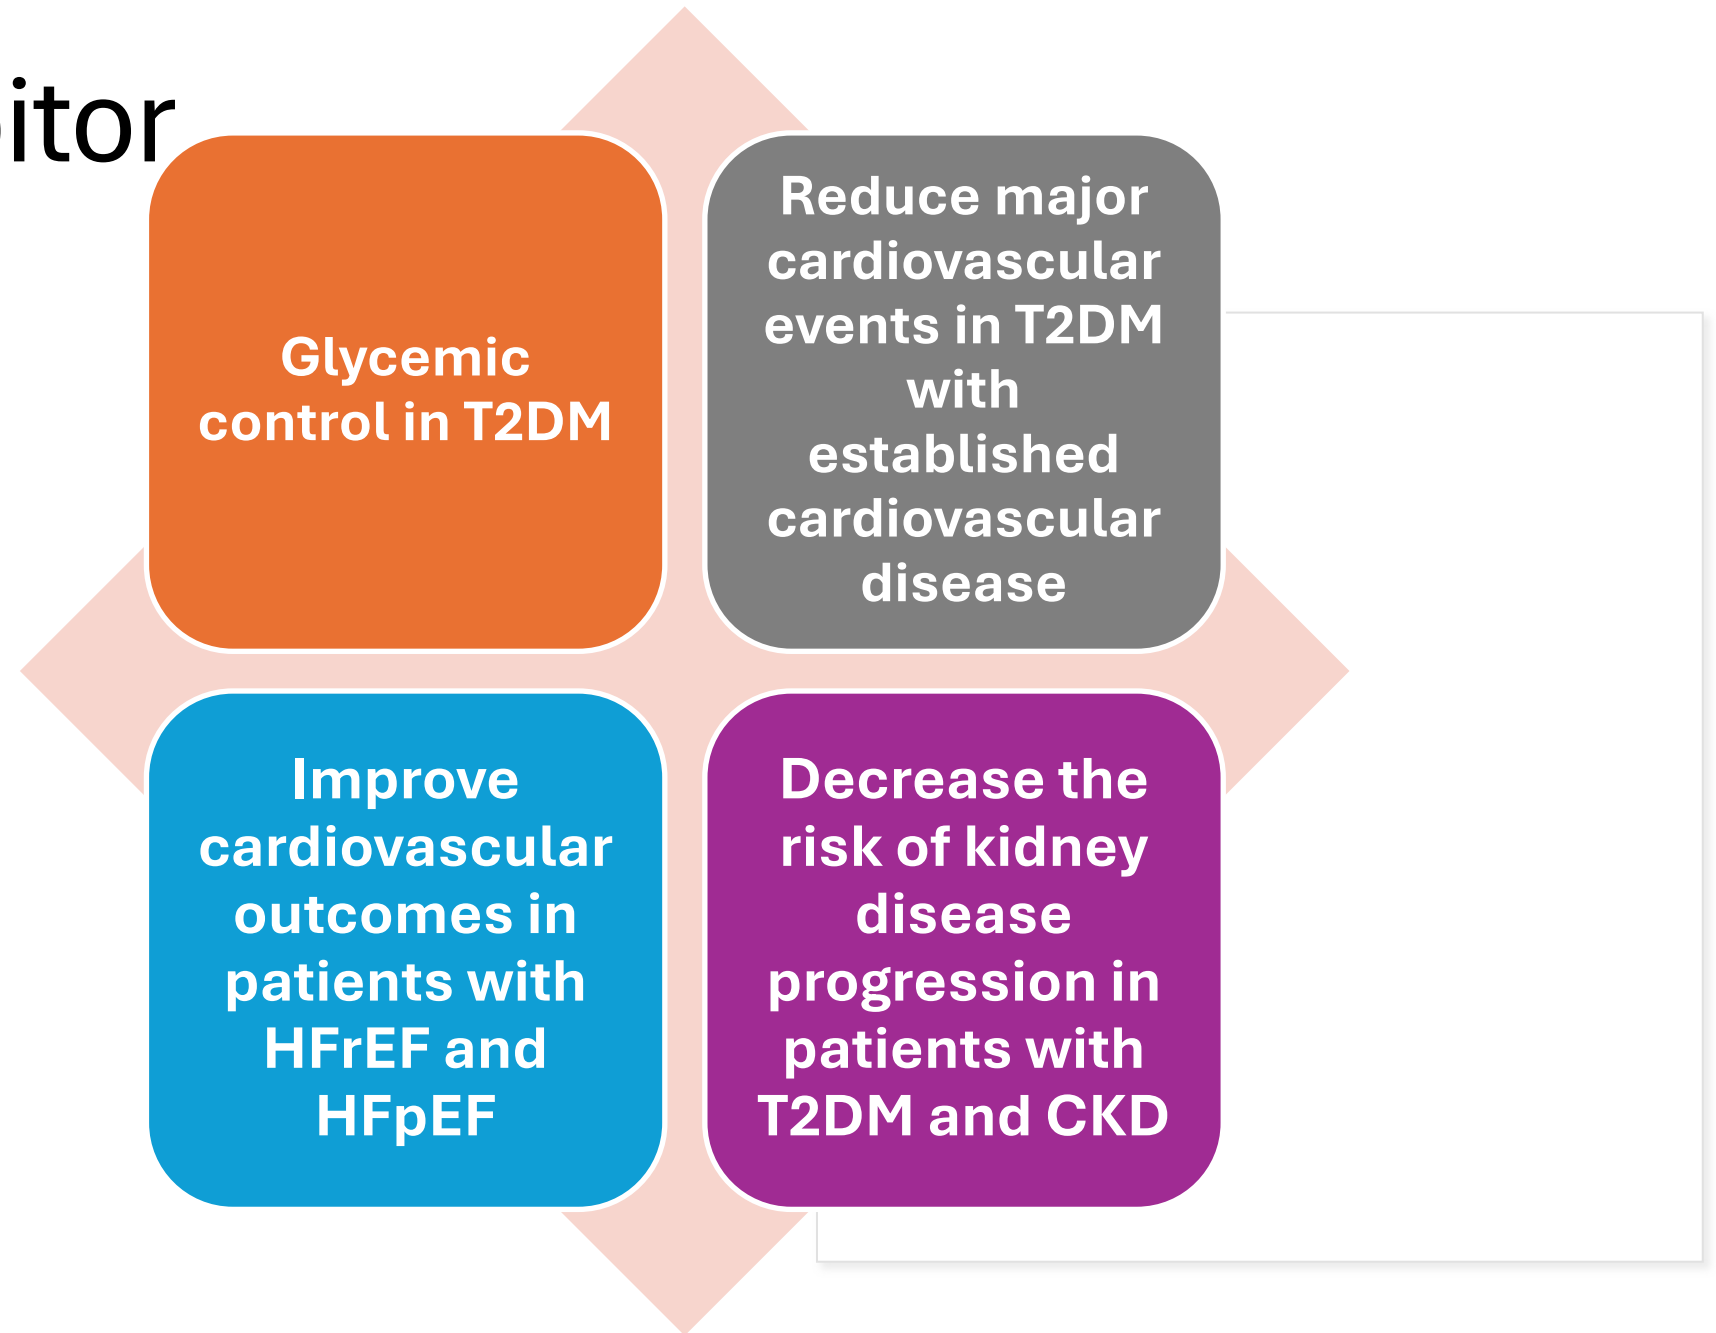 itor
Glycemic
control in T2DM
Reduce major
cardiovascular
events in T2DM
with
established
cardiovascular
disease
Improve
cardiovascular
outcomes in
patients with
HFrEF and
HFpEF
Decrease the
risk of kidney
disease
progression in
patients with
T2DM and CKD